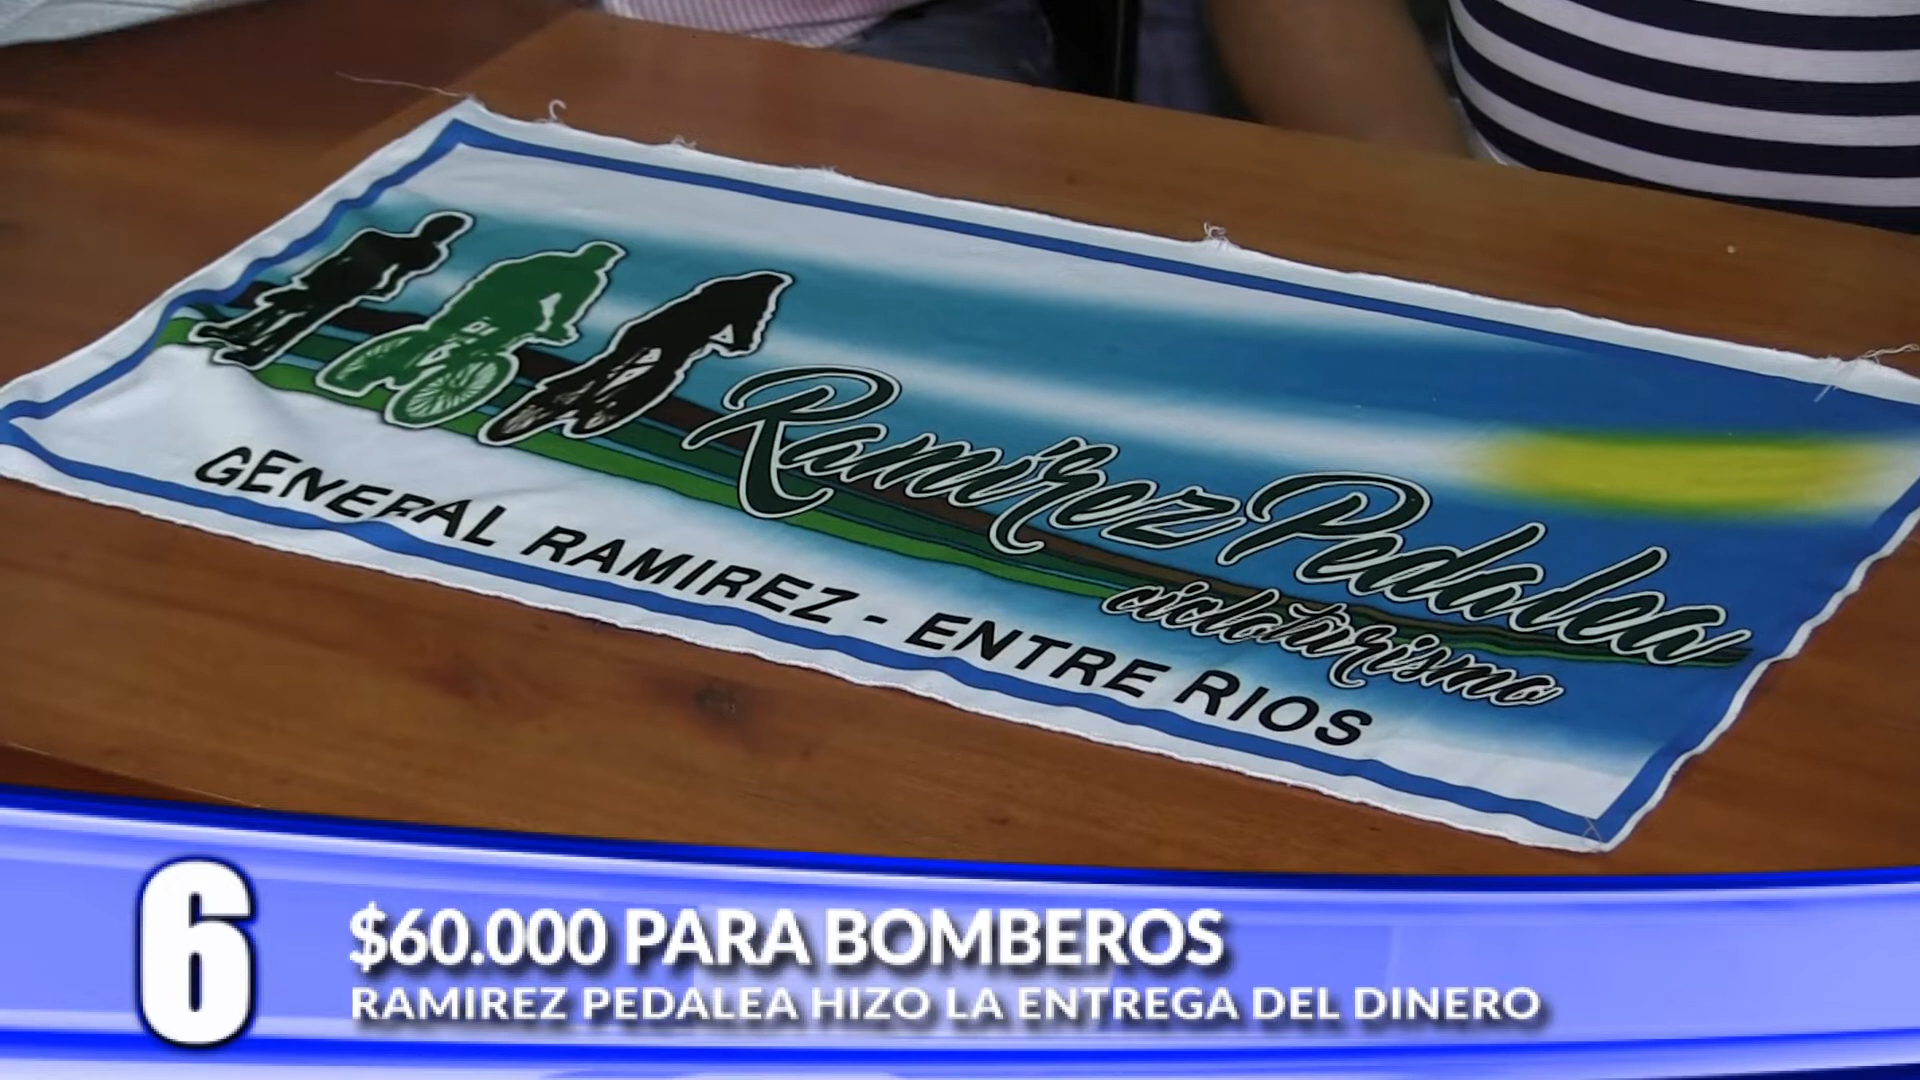 Ramirez Pedalea
cicloturismo
GENERAL RAMIREZ - ENTRE RIOS
6
$60.000 PARA BOMBEROS
RAMIREZ PEDALEA HIZO LA ENTREGA DEL DINERO